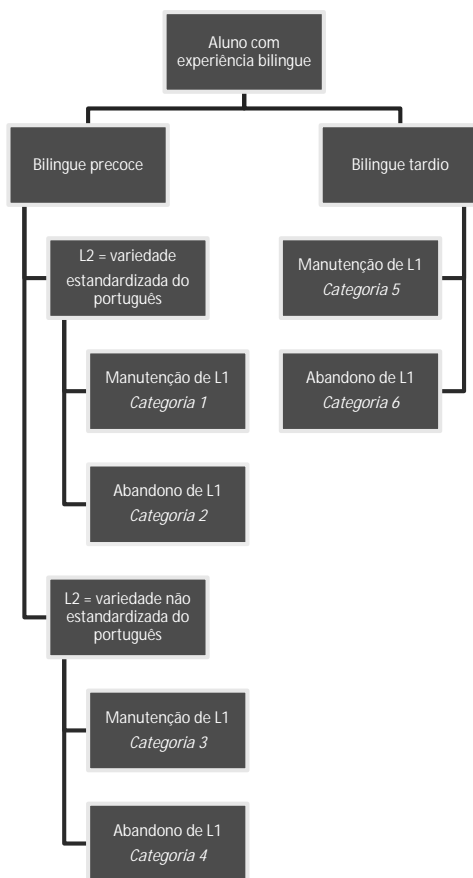 Aluno com
experiência bilingue
Bilingue precoce
Bilingue tardio
L2 = variedade
estandardizada do
português
Manutenção de L1
Categoria 5
Manutenção de L1
Categoria 1
Abandono de L1
Categoria 6
Abandono de L1
Categoria 2
L2 = variedade não
estandardizada do
português
Manutenção de L1
Categoria 3
Abandono de L1
Categoria 4